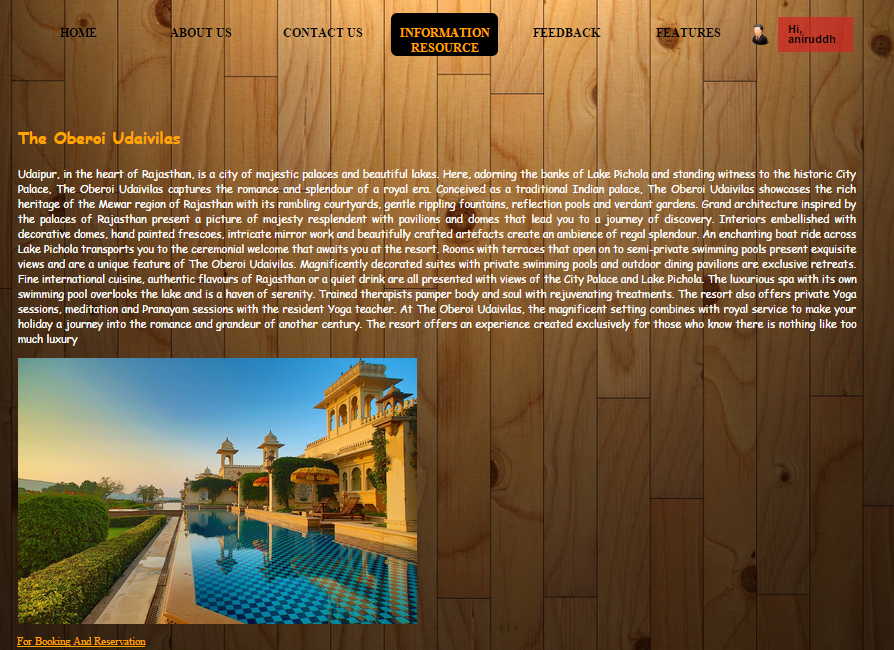 HOME
ABOUT US
CONTACT US
INFORMATION
RESOURCE
FEEDBACK
FEATURES
Hi,
aniruddh
The Oberoi Udaivilas
Udaipur, in the heart of Rajasthan, is a city of majestic palaces and beautiful lakes. Here, adorning the banks of Lake Pichola and standing witness to the historic City
Palace, The Oberoi Udaivilas captures the romance and splendour of a royal era. Conceived as a traditional Indian palace, The Oberoi Udaivilas showcases the rich
heritage of the Mewar region of Rajasthan with its rambling courtyards, gentle rippling fountains, reflection pools and verdant gardens. Grand architecture inspired by
the palaces of Rajasthan present a picture of majesty resplendent with pavilions and domes that lead you to a journey of discovery. Interiors embellished with
decorative domes, hand painted frescoes, intricate mirror work and beautifully crafted artefacts create an ambience of regal splendour. An enchanting boat ride across
Lake Pichola transports you to the ceremonial welcome that awaits you at the resort. Rooms with terraces that open on to semi-private swimming pools present exquisite
views and are a unique feature of The Oberoi Udaivilas. Magnificently decorated suites with private swimming pools and outdoor dining pavilions are exclusive retreats.
Fine international cuisine, authentic flavours of Rajasthan or a quiet drink are all presented with views of the City Palace and Lake Pichola. The luxurious spa with its own
swimming pool overlooks the lake and is a haven of serenity. Trained therapists pamper body and soul with rejuvenating treatments. The resort also offers private Yoga
sessions, meditation and Pranayam sessions with the resident Yoga teacher. At The Oberoi Udaivilas, the magnificent setting combines with royal service to make your
holiday a journey into the romance and grandeur of another century. The resort offers an experience created exclusively for those who know there is nothing like too
much luxury
For Booking And Reservation